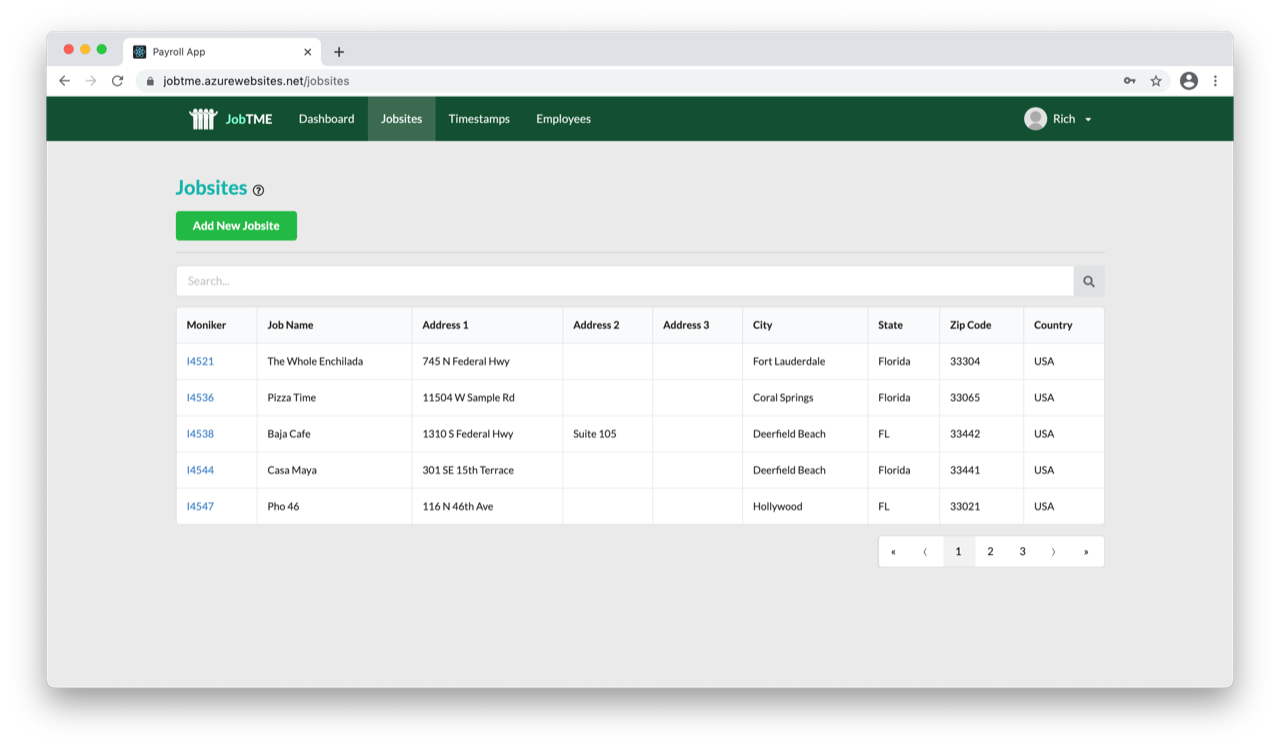 Payroll App
jobtme.azurewebsites.net/jobsites
JobTME Dashboard Jobsites Timestamps Employees Rich
Jobsites
Add New Jobsite
Search...
Moniker Job Name Address 1 Address 2 Address 3 City State Zip Code Country
I4521 The Whole Enchilada 745 N Federal Hwy Fort Lauderdale Florida 33304 USA
I4536 Pizza Time 11504 W Sample Rd Coral Springs Florida 33065 USA
I4538 Baja Cafe 1310 S Federal Hwy Suite 105 Deerfield Beach FL 33442 USA
I4544 Casa Maya 301 SE 15th Terrace Deerfield Beach Florida 33441 USA
I4547 Pho 46 116 N 46th Ave Hollywood FL 33021 USA
« ⟨ 1 2 3 ⟩ »